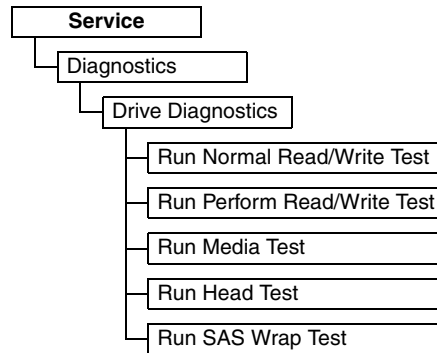 Service
Diagnostics
Drive Diagnostics
Run Normal Read/Write Test
Run Perform Read/Write Test
Run Media Test
Run Head Test
Run SAS Wrap Test